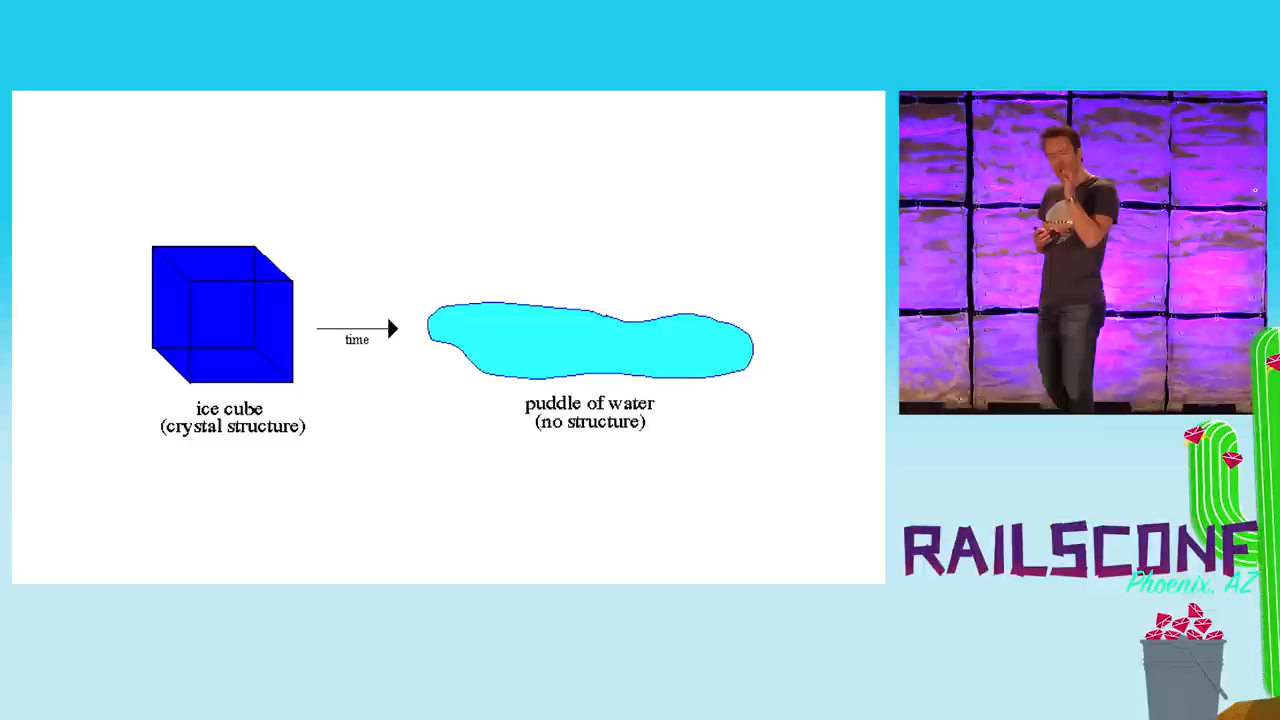 time
ice cube
(crystal structure)
puddle of water
(no structure)
RAILSCONF
Phoenix, AZ